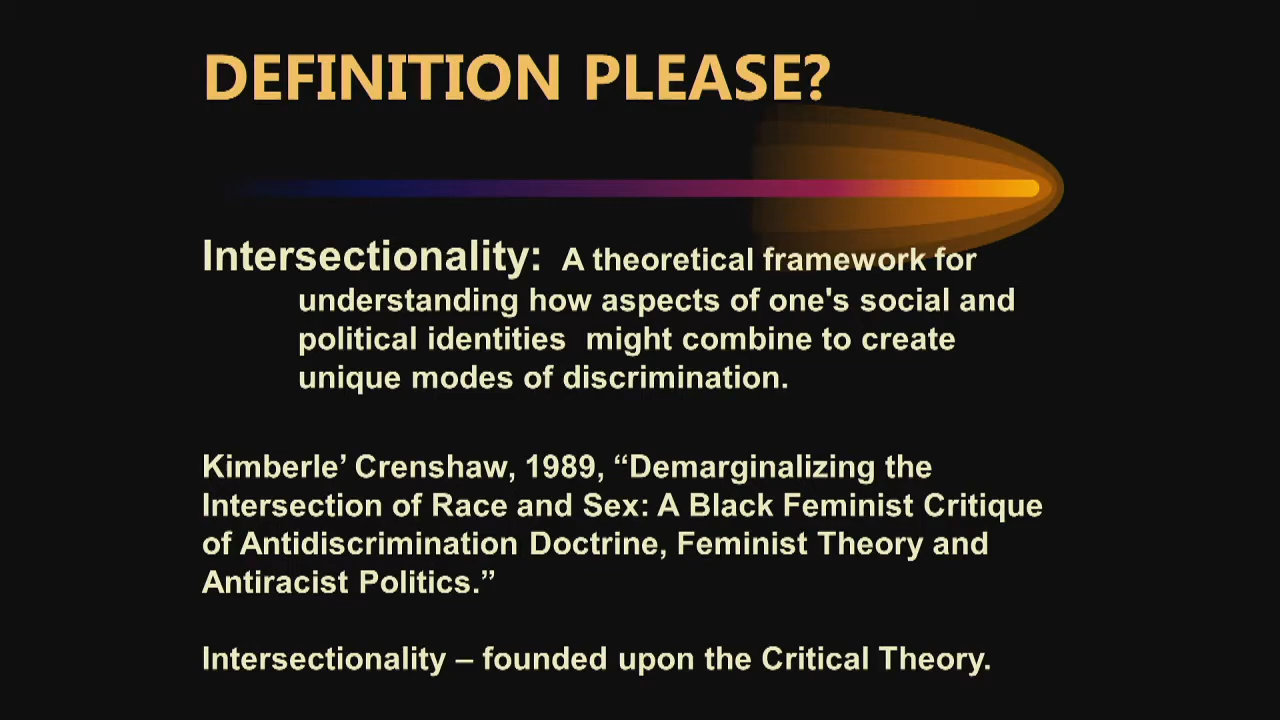 DEFINITION PLEASE?
Intersectionality:  A theoretical framework for
understanding how aspects of one's social and
political identities  might combine to create
unique modes of discrimination.
Kimberle’ Crenshaw, 1989, “Demarginalizing the
Intersection of Race and Sex: A Black Feminist Critique
of Antidiscrimination Doctrine, Feminist Theory and
Antiracist Politics.”
Intersectionality – founded upon the Critical Theory.